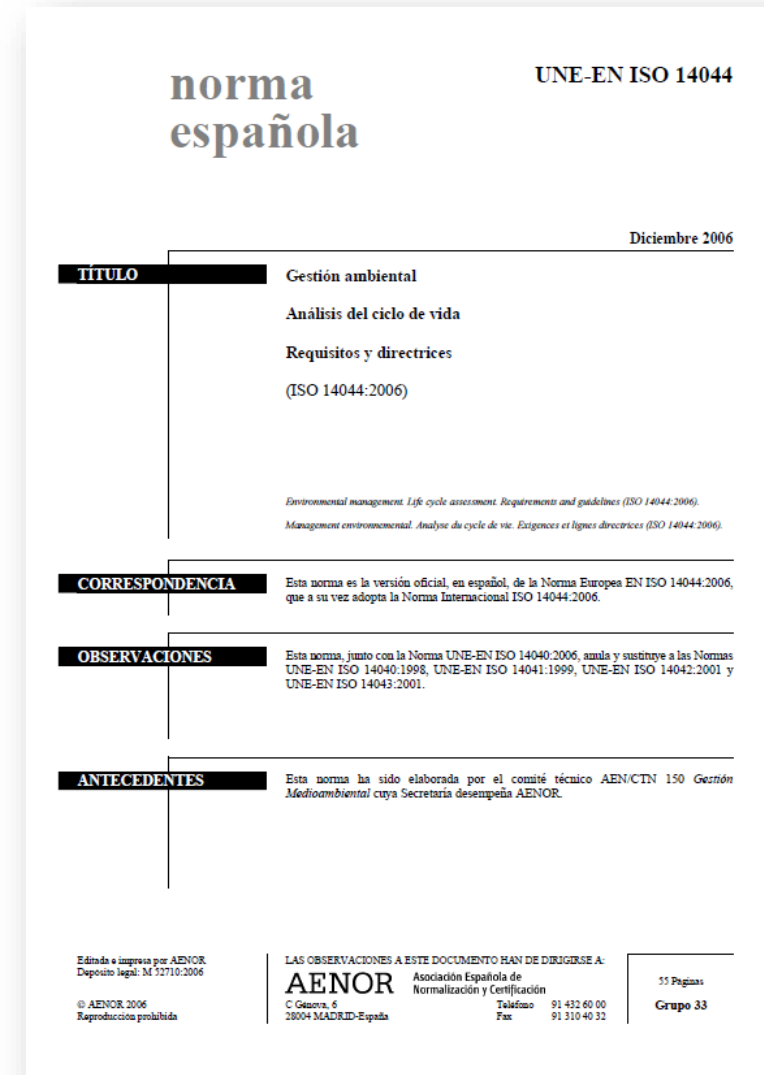 norma
española
UNE-EN ISO 14044
Diciembre 2006
TÍTULO
Gestión ambiental
Análisis del ciclo de vida
Requisitos y directrices
(ISO 14044:2006)
Environmental management. Life cycle assessment. Requirements and guidelines (ISO 14044:2006).
Management environnemental. Analyse du cycle de vie. Exigences et lignes directrices (ISO 14044:2006).
CORRESPONDENCIA
Esta norma es la versión oficial, en español, de la Norma Europea EN ISO 14044:2006,
que a su vez adopta la Norma Internacional ISO 14044:2006.
OBSERVACIONES
Esta norma, junto con la Norma UNE-EN ISO 14040:2006, anula y sustituye a las Normas
UNE-EN ISO 14040:1998, UNE-EN ISO 14041:1999, UNE-EN ISO 14042:2001 y
UNE-EN ISO 14043:2001.
ANTECEDENTES
Esta norma ha sido elaborada por el comité técnico AEN/CTN 150 Gestión
Medioambiental cuya Secretaría desempeña AENOR.
Editada e impresa por AENOR
Depósito legal: M 52710:2006
© AENOR 2006
Reproducción prohibida
LAS OBSERVACIONES A ESTE DOCUMENTO HAN DE DIRIGIRSE A:
AENOR
Asociación Española de
Normalización y Certificación
C Génova, 6
28004 MADRID-España
Teléfono 91 432 60 00
Fax 91 310 40 32
55 Páginas
Grupo 33